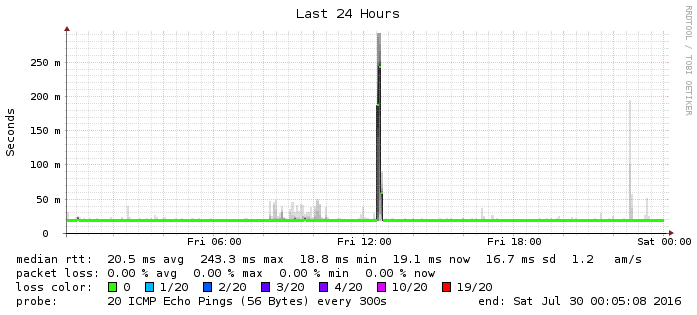 Last 24 Hours
RRDTOOL / TOBI OETIKER
Seconds
250 m
200 m
150 m
100 m
50 m
0
Fri 06:00 Fri 12:00 Fri 18:00 Sat 00:00
median rtt: 20.5 ms avg 243.3 ms max 18.8 ms min 19.1 ms now 16.7 ms sd 1.2 am/s
packet loss: 0.00 % avg 0.00 % max 0.00 % min 0.00 % now
loss color: 0 1/20 2/20 3/20 4/20 10/20 19/20
probe: 20 ICMP Echo Pings (56 Bytes) every 300s end: Sat Jul 30 00:05:08 2016